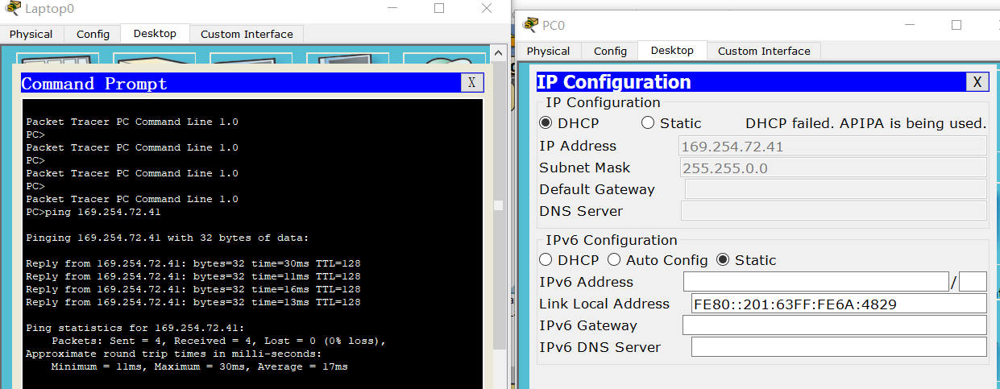 Laptop0
Physical Config Desktop Custom Interface
Command Prompt X
Packet Tracer PC Command Line 1.0
PC>
Packet Tracer PC Command Line 1.0
PC>
Packet Tracer PC Command Line 1.0
PC>
Packet Tracer PC Command Line 1.0
PC>ping 169.254.72.41
Pinging 169.254.72.41 with 32 bytes of data:
Reply from 169.254.72.41: bytes=32 time=30ms TTL=128
Reply from 169.254.72.41: bytes=32 time=11ms TTL=128
Reply from 169.254.72.41: bytes=32 time=16ms TTL=128
Reply from 169.254.72.41: bytes=32 time=13ms TTL=128
Ping statistics for 169.254.72.41:
Packets: Sent = 4, Received = 4, Lost = 0 (0% loss),
Approximate round trip times in milli-seconds:
Minimum = 11ms, Maximum = 30ms, Average = 17ms
PC0
Physical Config Desktop Custom Interface
IP Configuration X
IP Configuration
DHCP Static DHCP failed. APIPA is being used.
IP Address 169.254.72.41
Subnet Mask 255.255.0.0
Default Gateway
DNS Server
IPv6 Configuration
DHCP Auto Config Static
IPv6 Address /
Link Local Address FE80::201:63FF:FE6A:4829
IPv6 Gateway
IPv6 DNS Server